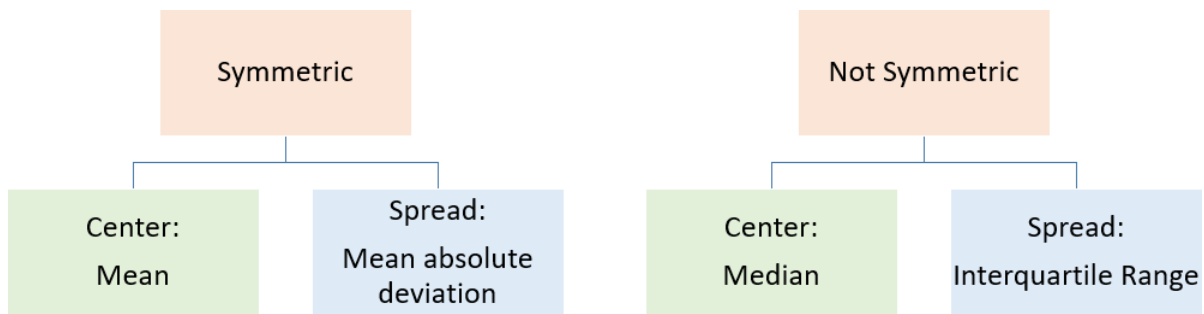 Symmetric
Not Symmetric
Center:
Mean
Spread:
Mean absolute
deviation
Center:
Median
Spread:
Interquartile Range